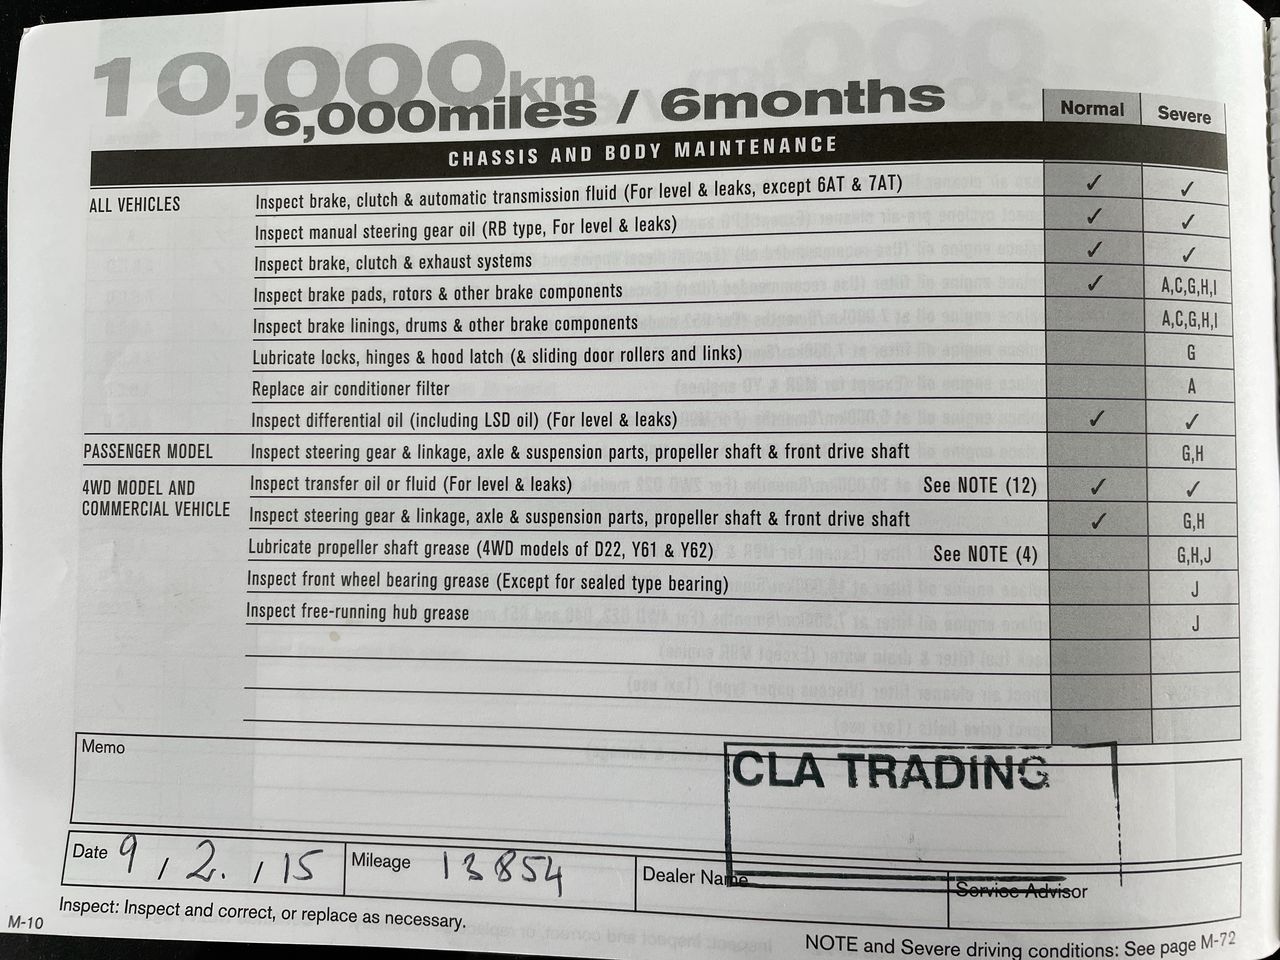 10,000km
6,000miles / 6months
Normal Severe
CHASSIS AND BODY MAINTENANCE
ALL VEHICLES Inspect brake, clutch & automatic transmission fluid (For level & leaks, except 6AT & 7AT) ✓ ✓
Inspect manual steering gear oil (RB type, For level & leaks) ✓ ✓
Inspect brake, clutch & exhaust systems ✓ ✓
Inspect brake pads, rotors & other brake components ✓ A,C,G,H,I
Inspect brake linings, drums & other brake components A,C,G,H,I
Lubricate locks, hinges & hood latch (& sliding door rollers and links) G
Replace air conditioner filter A
Inspect differential oil (including LSD oil) (For level & leaks) ✓ ✓
PASSENGER MODEL Inspect steering gear & linkage, axle & suspension parts, propeller shaft & front drive shaft G,H
4WD MODEL AND Inspect transfer oil or fluid (For level & leaks) See NOTE (12) ✓ ✓
COMMERCIAL VEHICLE Inspect steering gear & linkage, axle & suspension parts, propeller shaft & front drive shaft ✓ G,H
Lubricate propeller shaft grease (4WD models of D22, Y61 & Y62) See NOTE (4) G,H,J
Inspect front wheel bearing grease (Except for sealed type bearing) J
Inspect free-running hub grease J
Memo
CLA TRADING
Date 9 / 2. / 15 Mileage 13854 Dealer Name Service Advisor
M-10 Inspect: Inspect and correct, or replace as necessary.
NOTE and Severe driving conditions: See page M-72